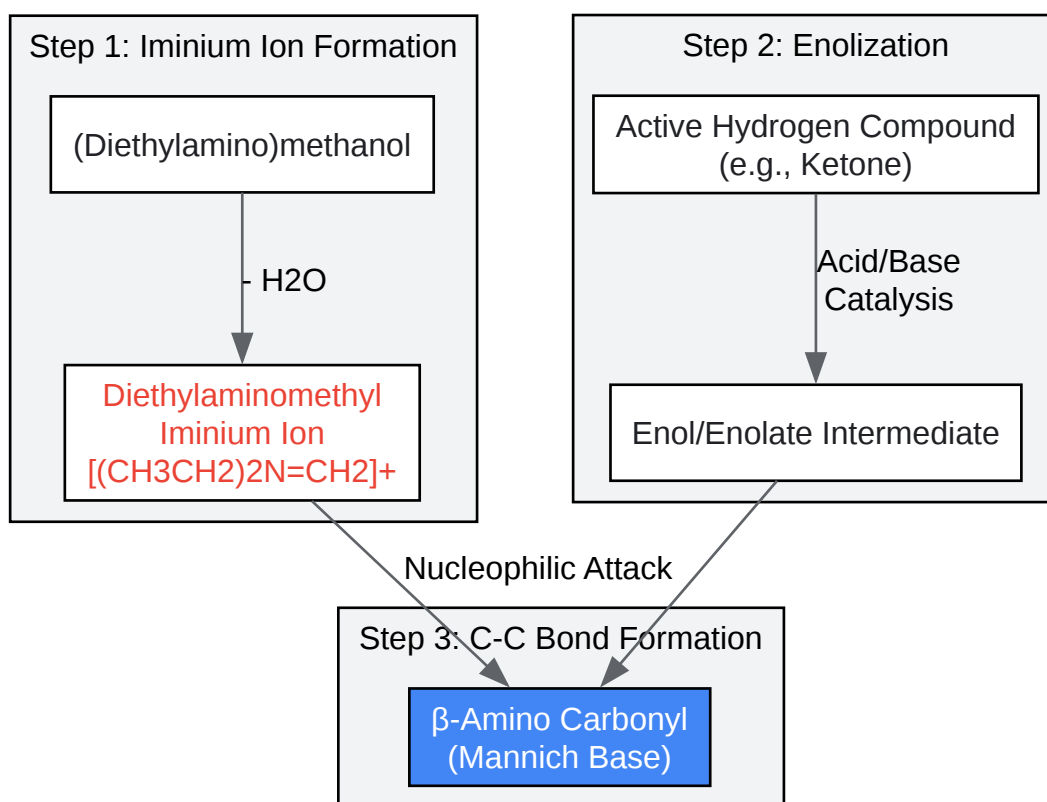 Step 1: Iminium Ion Formation
(Diethylamino)methanol
- H2O
Diethylaminomethyl
Iminium Ion
[(CH3CH2)2N=CH2]+
Step 2: Enolization
Active Hydrogen Compound
(e.g., Ketone)
Acid/Base
Catalysis
Enol/Enolate Intermediate
Nucleophilic Attack
Step 3: C-C Bond Formation
β-Amino Carbonyl
(Mannich Base)